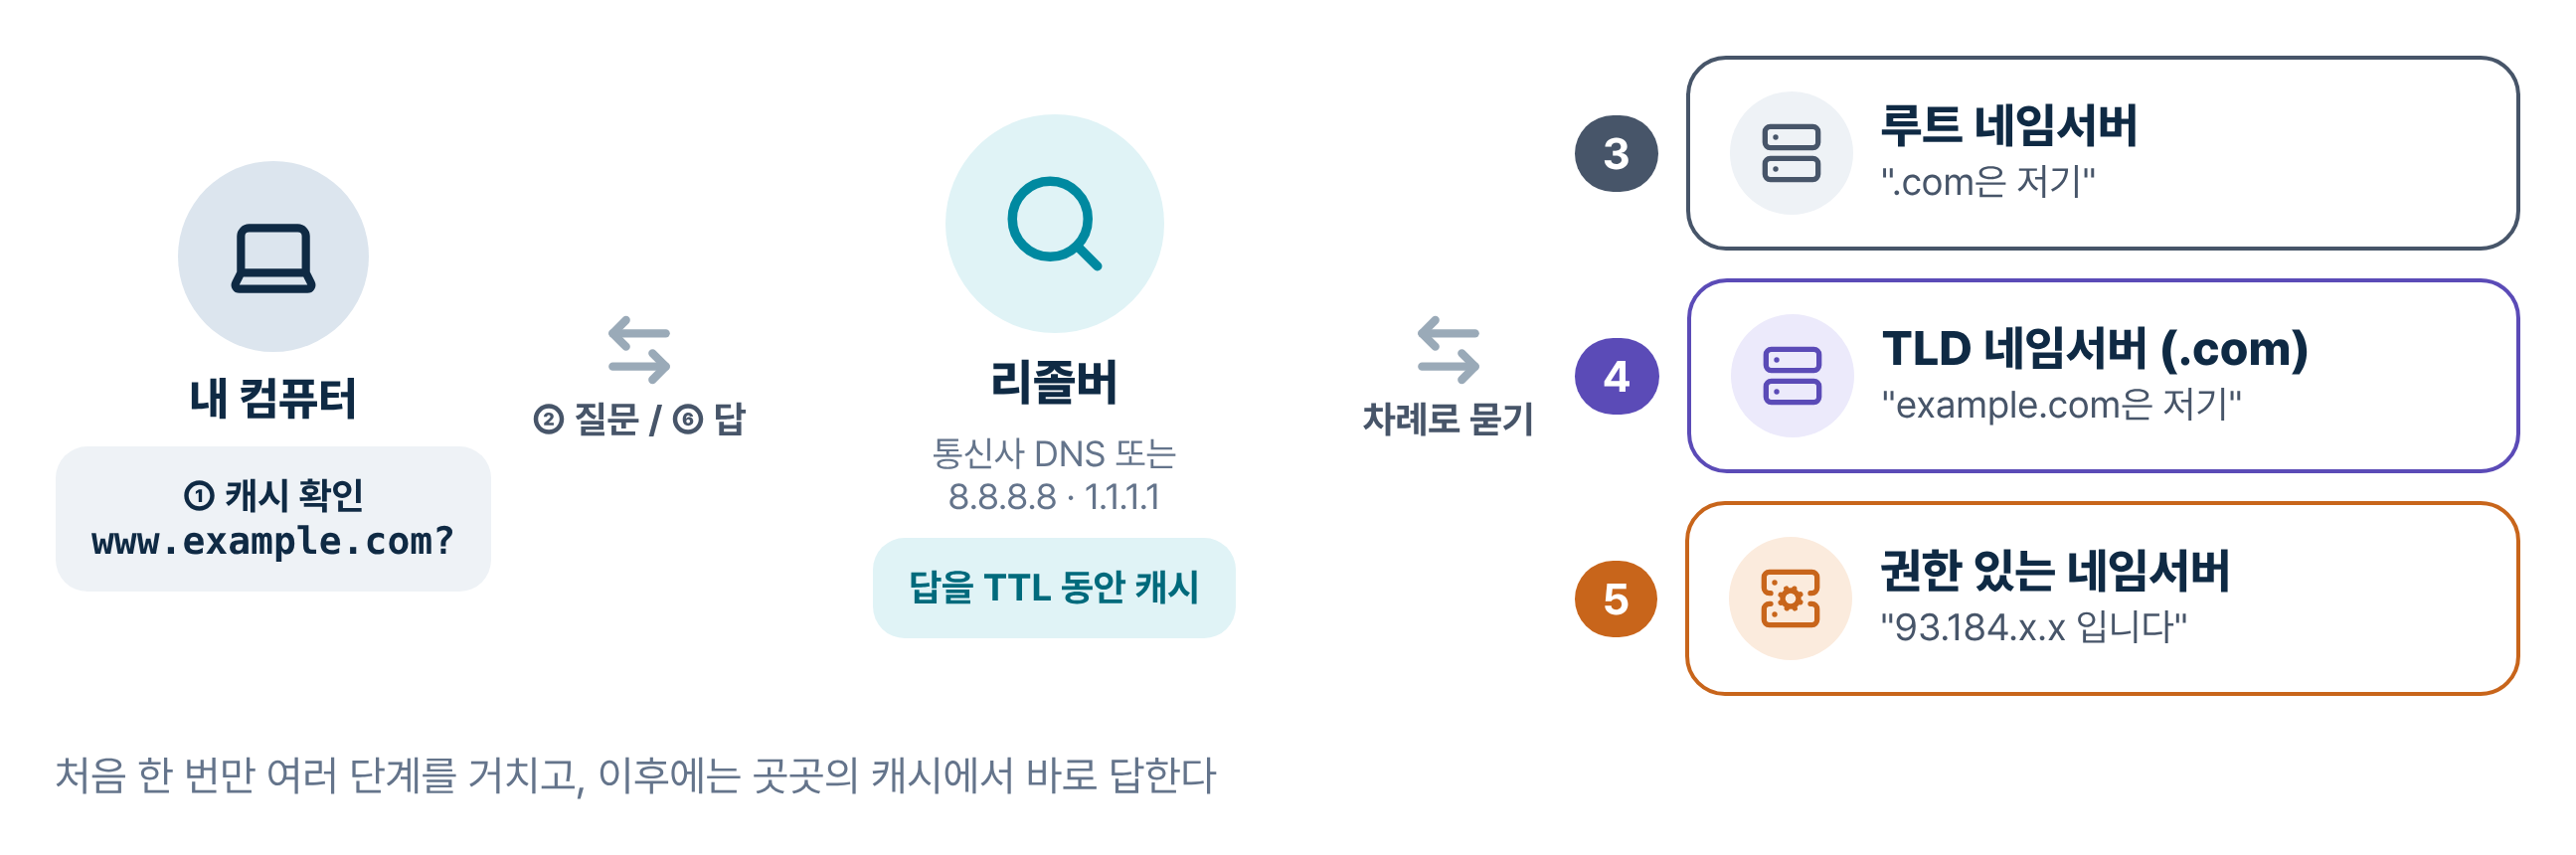 내 컴퓨터
① 캐시 확인
www.example.com?
② 질문 / ⑥ 답
리졸버
통신사 DNS 또는
8.8.8.8 · 1.1.1.1
답을 TTL 동안 캐시
차례로 묻기
3
루트 네임서버
".com은 저기"
4
TLD 네임서버 (.com)
"example.com은 저기"
5
권한 있는 네임서버
"93.184.x.x 입니다"
처음 한 번만 여러 단계를 거치고, 이후에는 곳곳의 캐시에서 바로 답한다